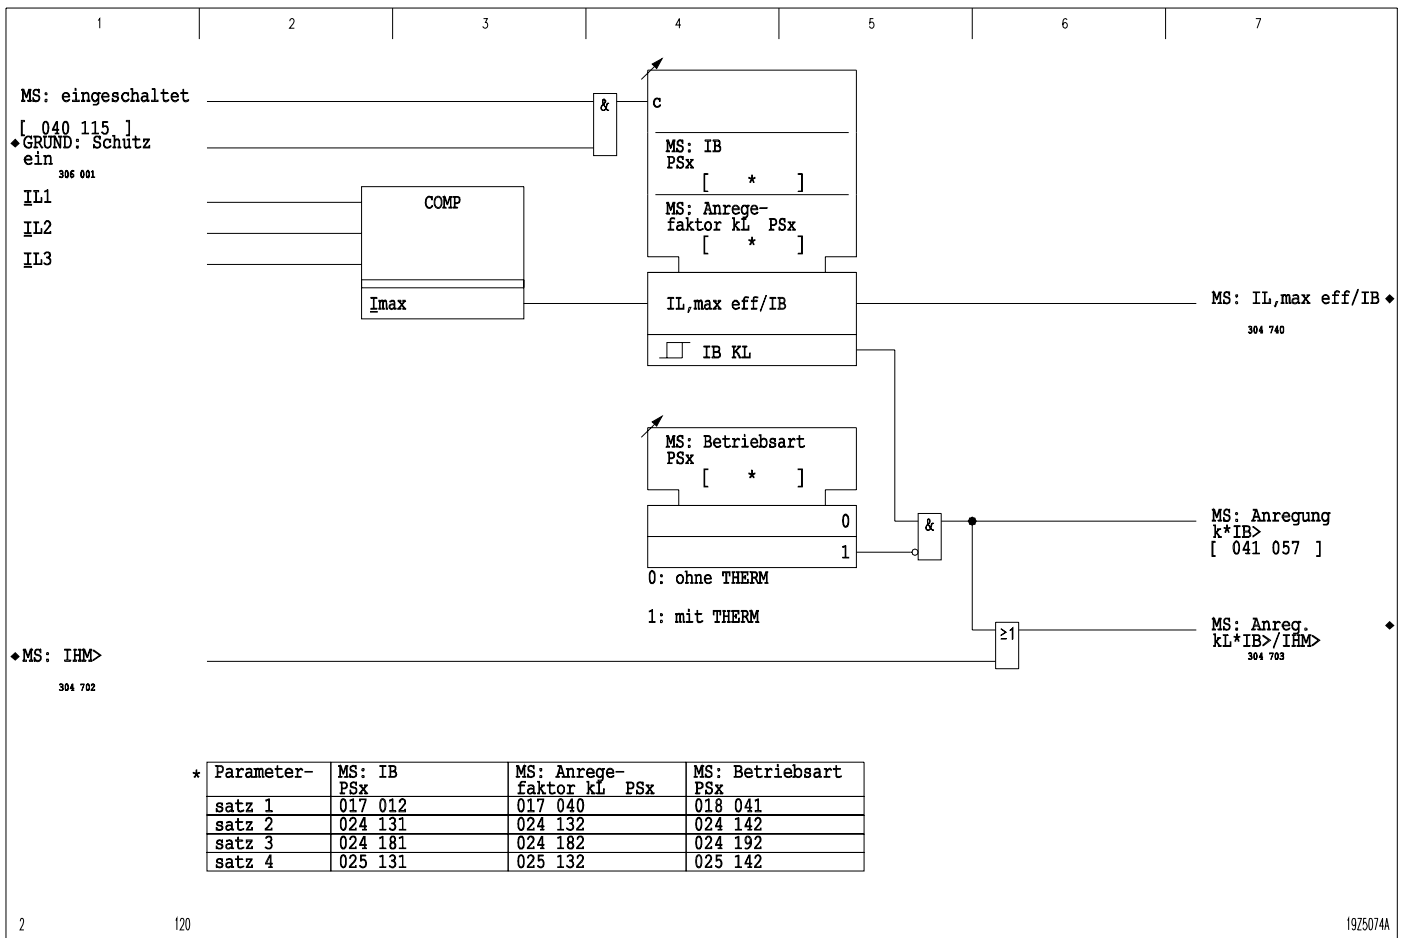 1 2 3 4 5 6 7
MS: eingeschaltet
[ 040 115 ]
◆GRUND: Schutz
ein
306 001
&
c
MS: IB
PSx
[ * ]
MS: Anrege-
faktor kL PSx
[ * ]
IL1
IL2
IL3
COMP
Imax
IL,max eff/IB
IB KL
MS: IL,max eff/IB ◆
304 740
MS: Betriebsart
PSx
[ * ]
0
1
0: ohne THERM
1: mit THERM
&
MS: Anregung
k*IB>
[ 041 057 ]
≥1
MS: Anreg. ◆
kL*IB>/IHM>
304 703
◆MS: IHM>
304 702
* Parameter- MS: IB MS: Anrege- MS: Betriebsart
PSx faktor kL PSx PSx
satz 1 017 012 017 040 018 041
satz 2 024 131 024 132 024 142
satz 3 024 181 024 182 024 192
satz 4 025 131 025 132 025 142
2 120 19Z5074A